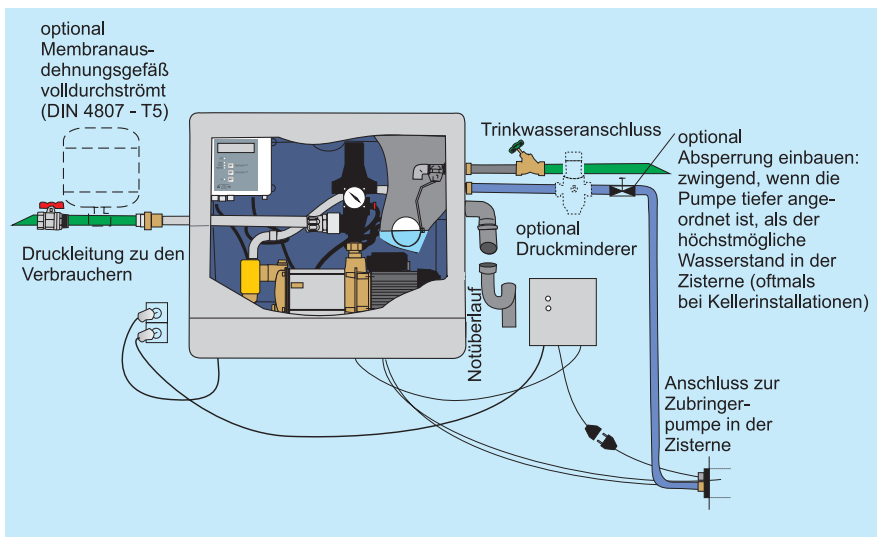 optional
Membranaus-
dehnungsgefäß
volldurchströmt
(DIN 4807 - T5)
Druckleitung zu den
Verbrauchern
Trinkwasseranschluss
optional
Druckminderer
optional
Absperrung einbauen:
zwingend, wenn die
Pumpe tiefer ange-
ordnet ist, als der
höchstmögliche
Wasserstand in der
Zisterne (oftmals
bei Kellerinstallationen)
Notüberlauf
Anschluss zur
Zubringer-
pumpe in der
Zisterne